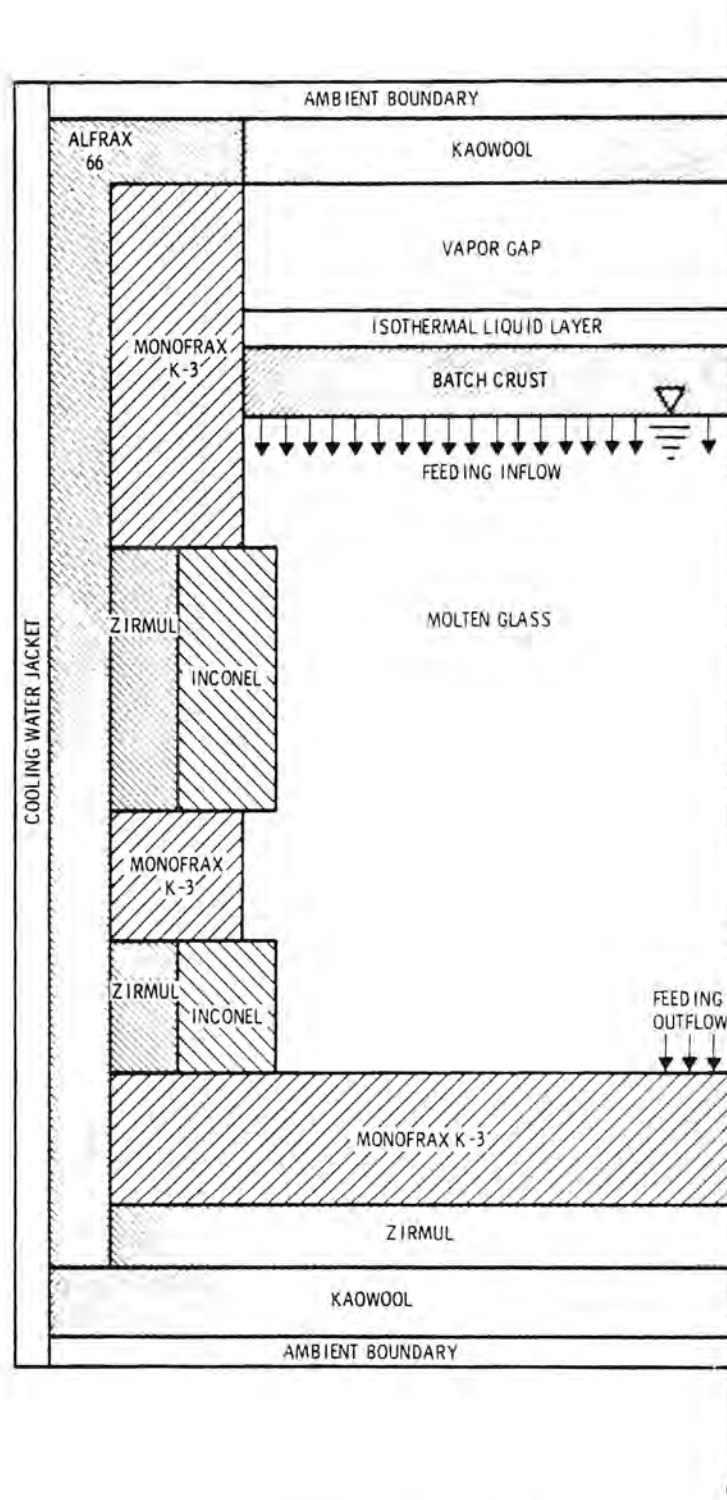 AMBIENT BOUNDARY
ALFRAX
66
KAOWOOL
VAPOR GAP
ISOTHERMAL LIQUID LAYER
MONOFRAX
K-3
BATCH CRUST
FEEDING INFLOW
ZIRMUL
MOLTEN GLASS
INCONEL
COOLING WATER JACKET
MONOFRAX
K-3
ZIRMUL
INCONEL
FEEDING
OUTFLOW
MONOFRAX K-3
ZIRMUL
KAOWOOL
AMBIENT BOUNDARY